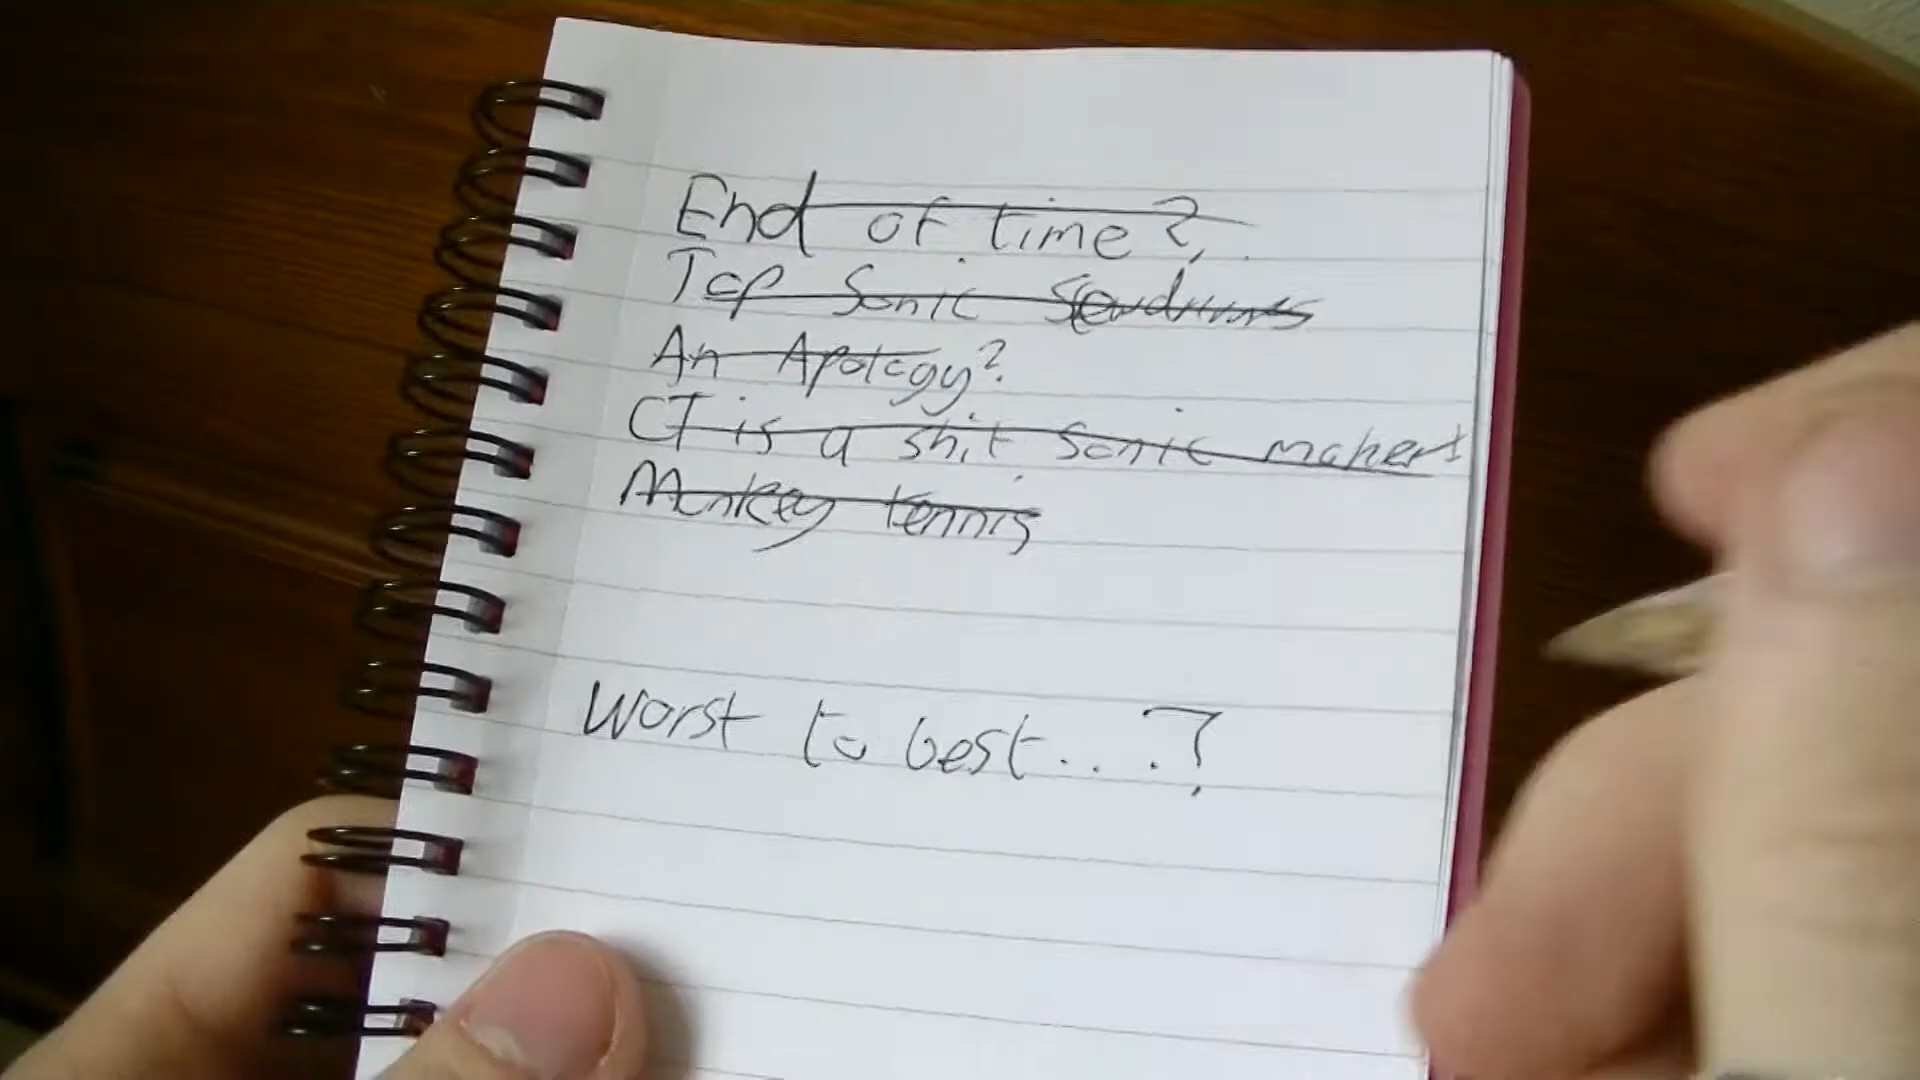 End of time?
Top Sonic
An Apology?
CT is a shit Sonic maker!
Monkey tennis
Worst to best...?